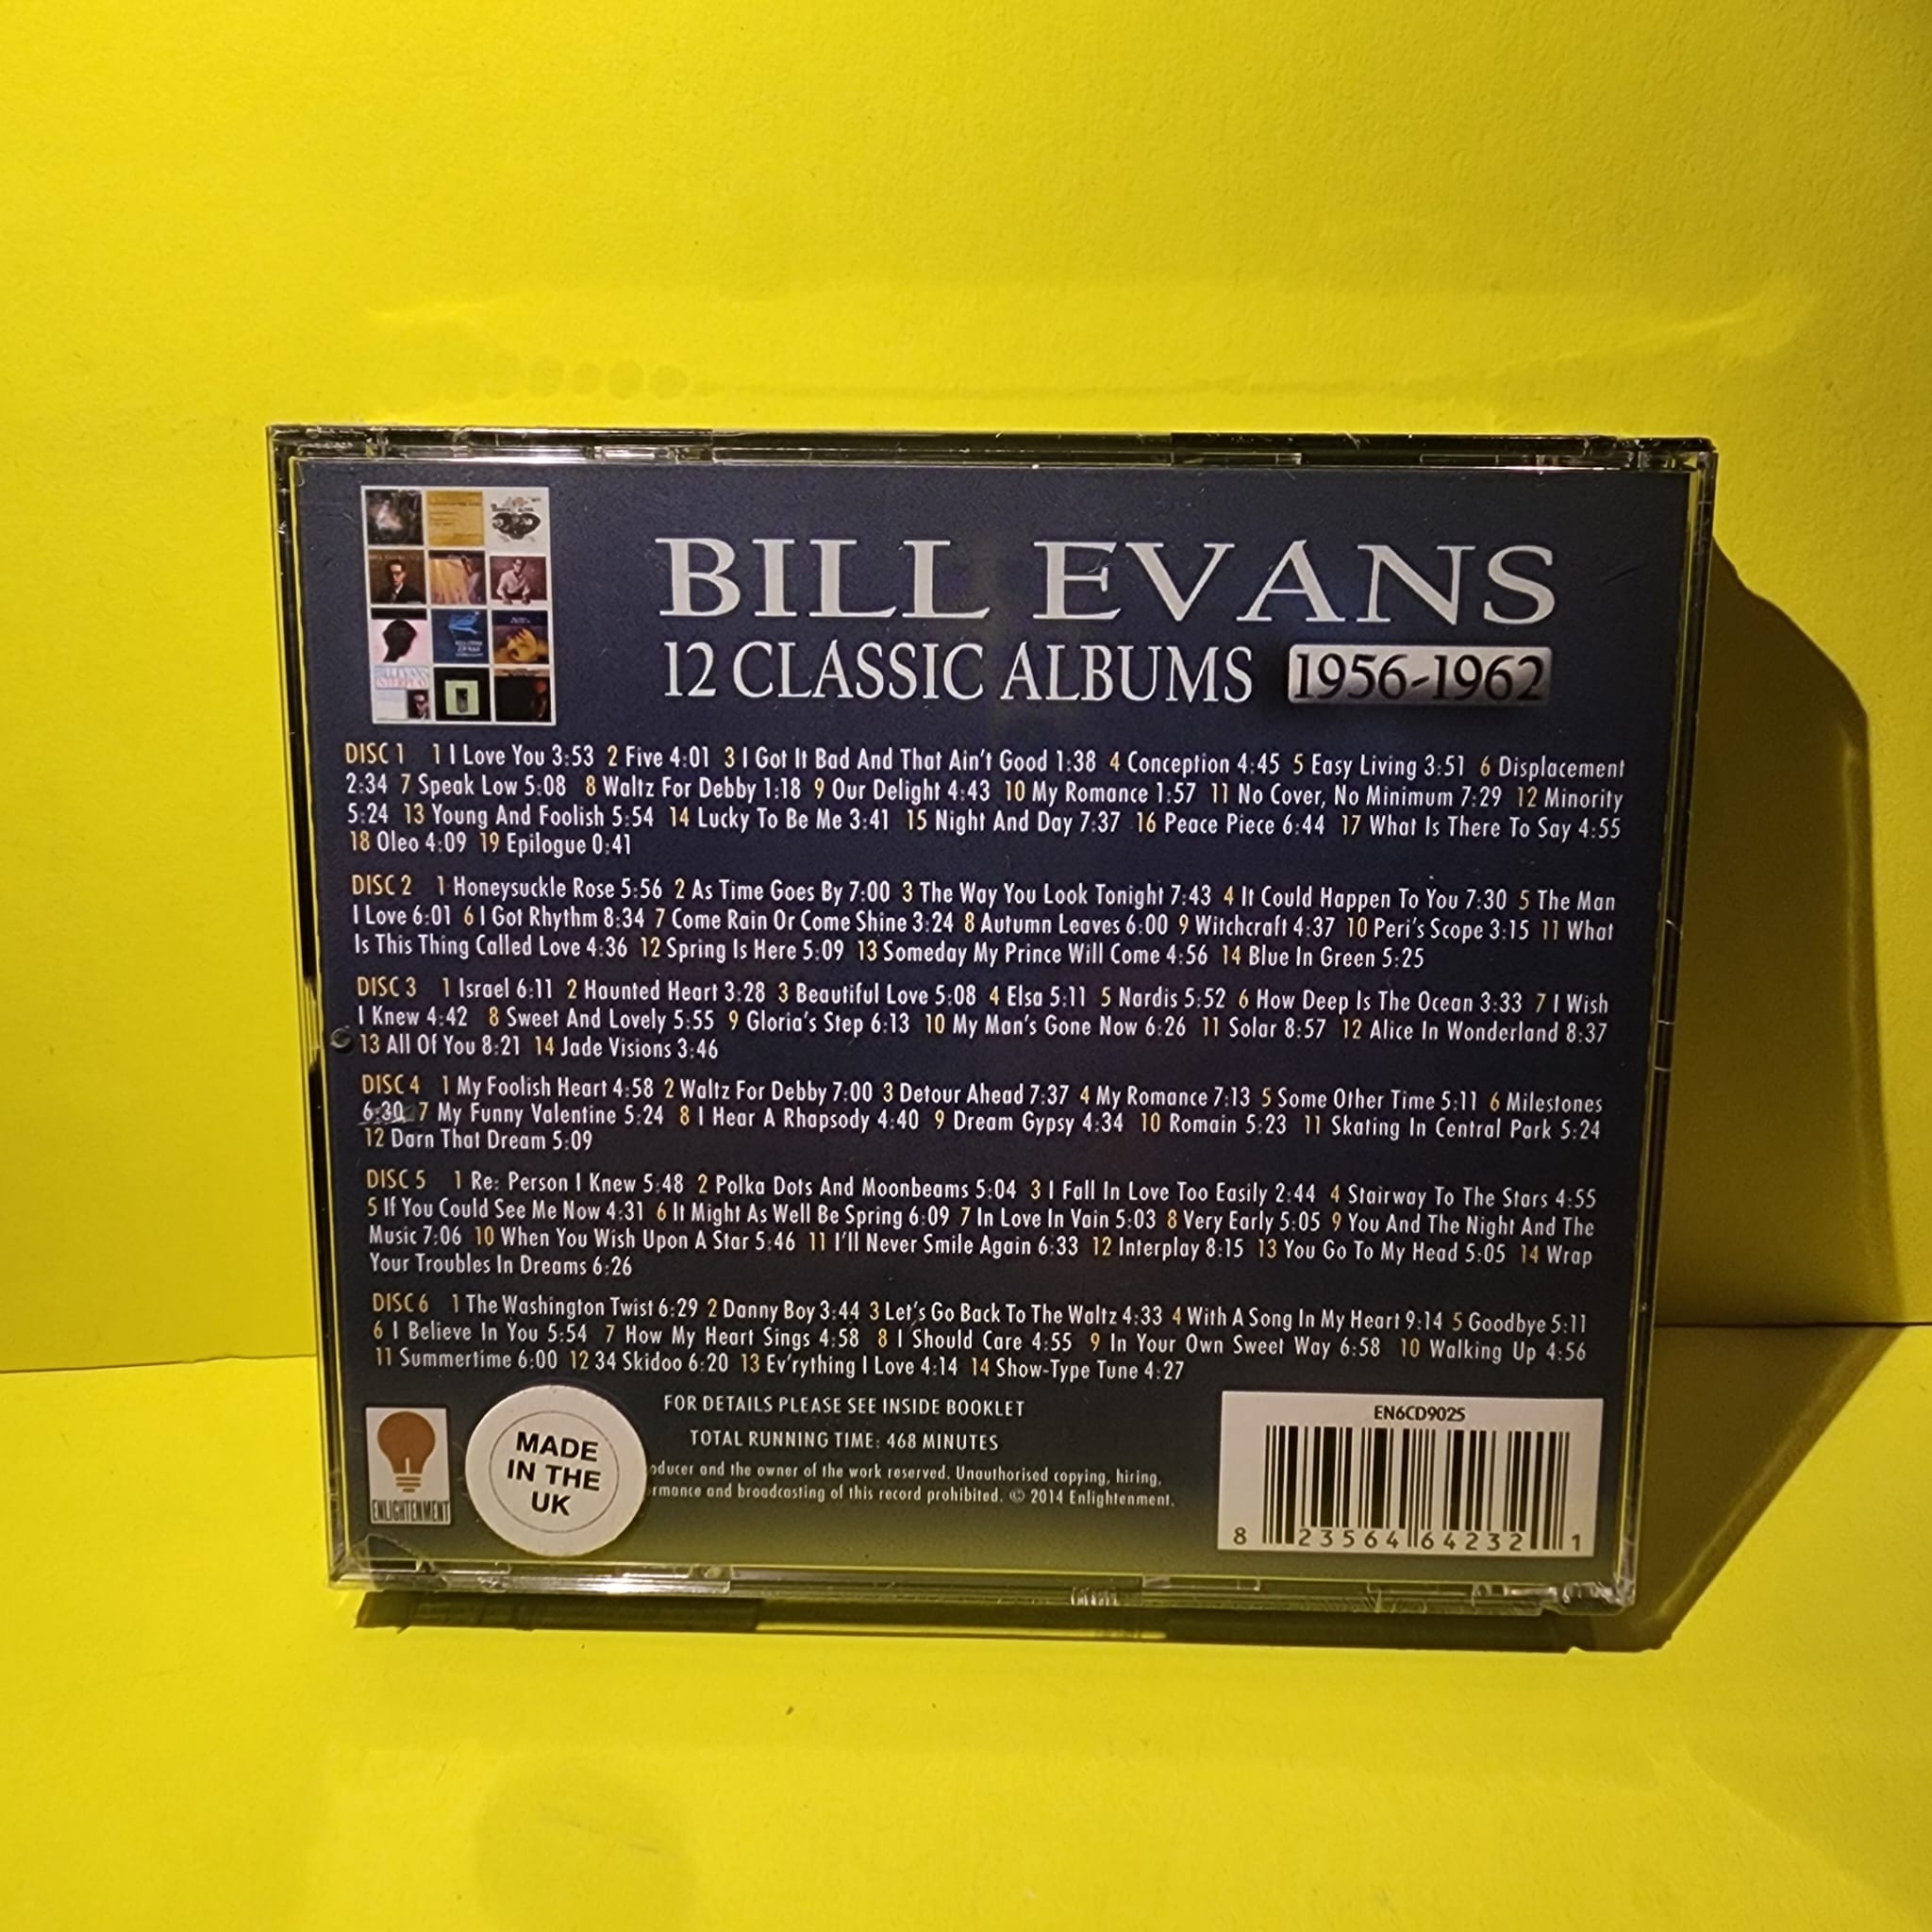 BILL EVANS
12 CLASSIC ALBUMS 1956-1962
DISC 1 1 I Love You 3:53 2 Five 4:01 3 I Got It Bad And That Ain't Good 1:38 4 Conception 4:45 5 Easy Living 3:51 6 Displacement
2:34 7 Speak Low 5:08 8 Waltz For Debby 1:18 9 Our Delight 4:43 10 My Romance 1:57 11 No Cover, No Minimum 7:29 12 Minority
5:24 13 Young And Foolish 5:54 14 Lucky To Be Me 3:41 15 Night And Day 7:37 16 Peace Piece 6:44 17 What Is There To Say 4:55
18 Oleo 4:09 19 Epilogue 0:41
DISC 2 1 Honeysuckle Rose 5:56 2 As Time Goes By 7:00 3 The Way You Look Tonight 7:43 4 It Could Happen To You 7:30 5 The Man
I Love 6:01 6 I Got Rhythm 8:34 7 Come Rain Or Come Shine 3:24 8 Autumn Leaves 6:00 9 Witchcraft 4:37 10 Peri's Scope 3:15 11 What
Is This Thing Called Love 4:36 12 Spring Is Here 5:09 13 Someday My Prince Will Come 4:56 14 Blue In Green 5:25
DISC 3 1 Israel 6:11 2 Haunted Heart 3:28 3 Beautiful Love 5:08 4 Elsa 5:11 5 Nardis 5:52 6 How Deep Is The Ocean 3:33 7 I Wish
I Knew 4:42 8 Sweet And Lovely 5:55 9 Gloria's Step 6:13 10 My Man's Gone Now 6:26 11 Solar 8:57 12 Alice In Wonderland 8:37
13 All Of You 8:21 14 Jade Visions 3:46
DISC 4 1 My Foolish Heart 4:58 2 Waltz For Debby 7:00 3 Detour Ahead 7:37 4 My Romance 7:13 5 Some Other Time 5:11 6 Milestones
6:30 7 My Funny Valentine 5:24 8 I Hear A Rhapsody 4:40 9 Dream Gypsy 4:34 10 Romain 5:23 11 Skating In Central Park 5:24
12 Darn That Dream 5:09
DISC 5 1 Re: Person I Knew 5:48 2 Polka Dots And Moonbeams 5:04 3 I Fall In Love Too Easily 2:44 4 Stairway To The Stars 4:55
5 If You Could See Me Now 4:31 6 It Might As Well Be Spring 6:09 7 In Love In Vain 5:03 8 Very Early 5:05 9 You And The Night And The
Music 7:06 10 When You Wish Upon A Star 5:46 11 I'll Never Smile Again 6:33 12 Interplay 8:15 13 You Go To My Head 5:05 14 Wrap
Your Troubles In Dreams 6:26
DISC 6 1 The Washington Twist 6:29 2 Danny Boy 3:44 3 Let's Go Back To The Waltz 4:33 4 With A Song In My Heart 9:14 5 Goodbye 5:11
6 I Believe In You 5:54 7 How My Heart Sings 4:58 8 I Should Care 4:55 9 In Your Own Sweet Way 6:58 10 Walking Up 4:56
11 Summertime 6:00 12 34 Skidoo 6:20 13 Ev'rything I Love 4:14 14 Show-Type Tune 4:27
FOR DETAILS PLEASE SEE INSIDE BOOKLET
TOTAL RUNNING TIME: 468 MINUTES
and the owner of the work reserved. Unauthorised copying, hiring,
and broadcasting of this record prohibited. © 2014 Enlightenment.
ENLIGHTENMENT
MADE
IN THE
UK
EN6CD9025
8 23564 64232 1